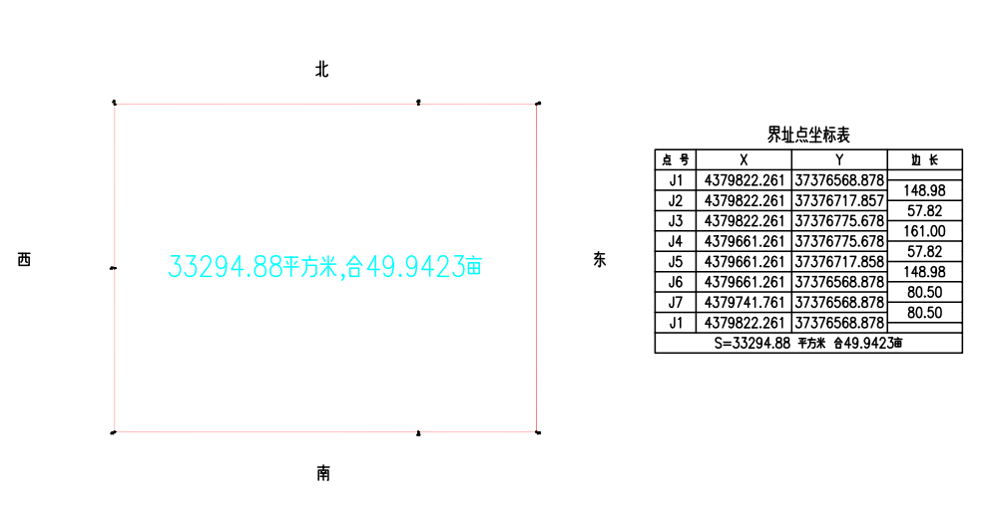 北
西
33294.88平方米,合49.9423亩
东
南
界址点坐标表
点 号 X Y 边 长
J1 4379822.261 37376568.878
148.98
J2 4379822.261 37376717.857
57.82
J3 4379822.261 37376775.678
161.00
J4 4379661.261 37376775.678
57.82
J5 4379661.261 37376717.858
148.98
J6 4379661.261 37376568.878
80.50
J7 4379741.761 37376568.878
80.50
J1 4379822.261 37376568.878
S=33294.88 平方米 合49.9423亩